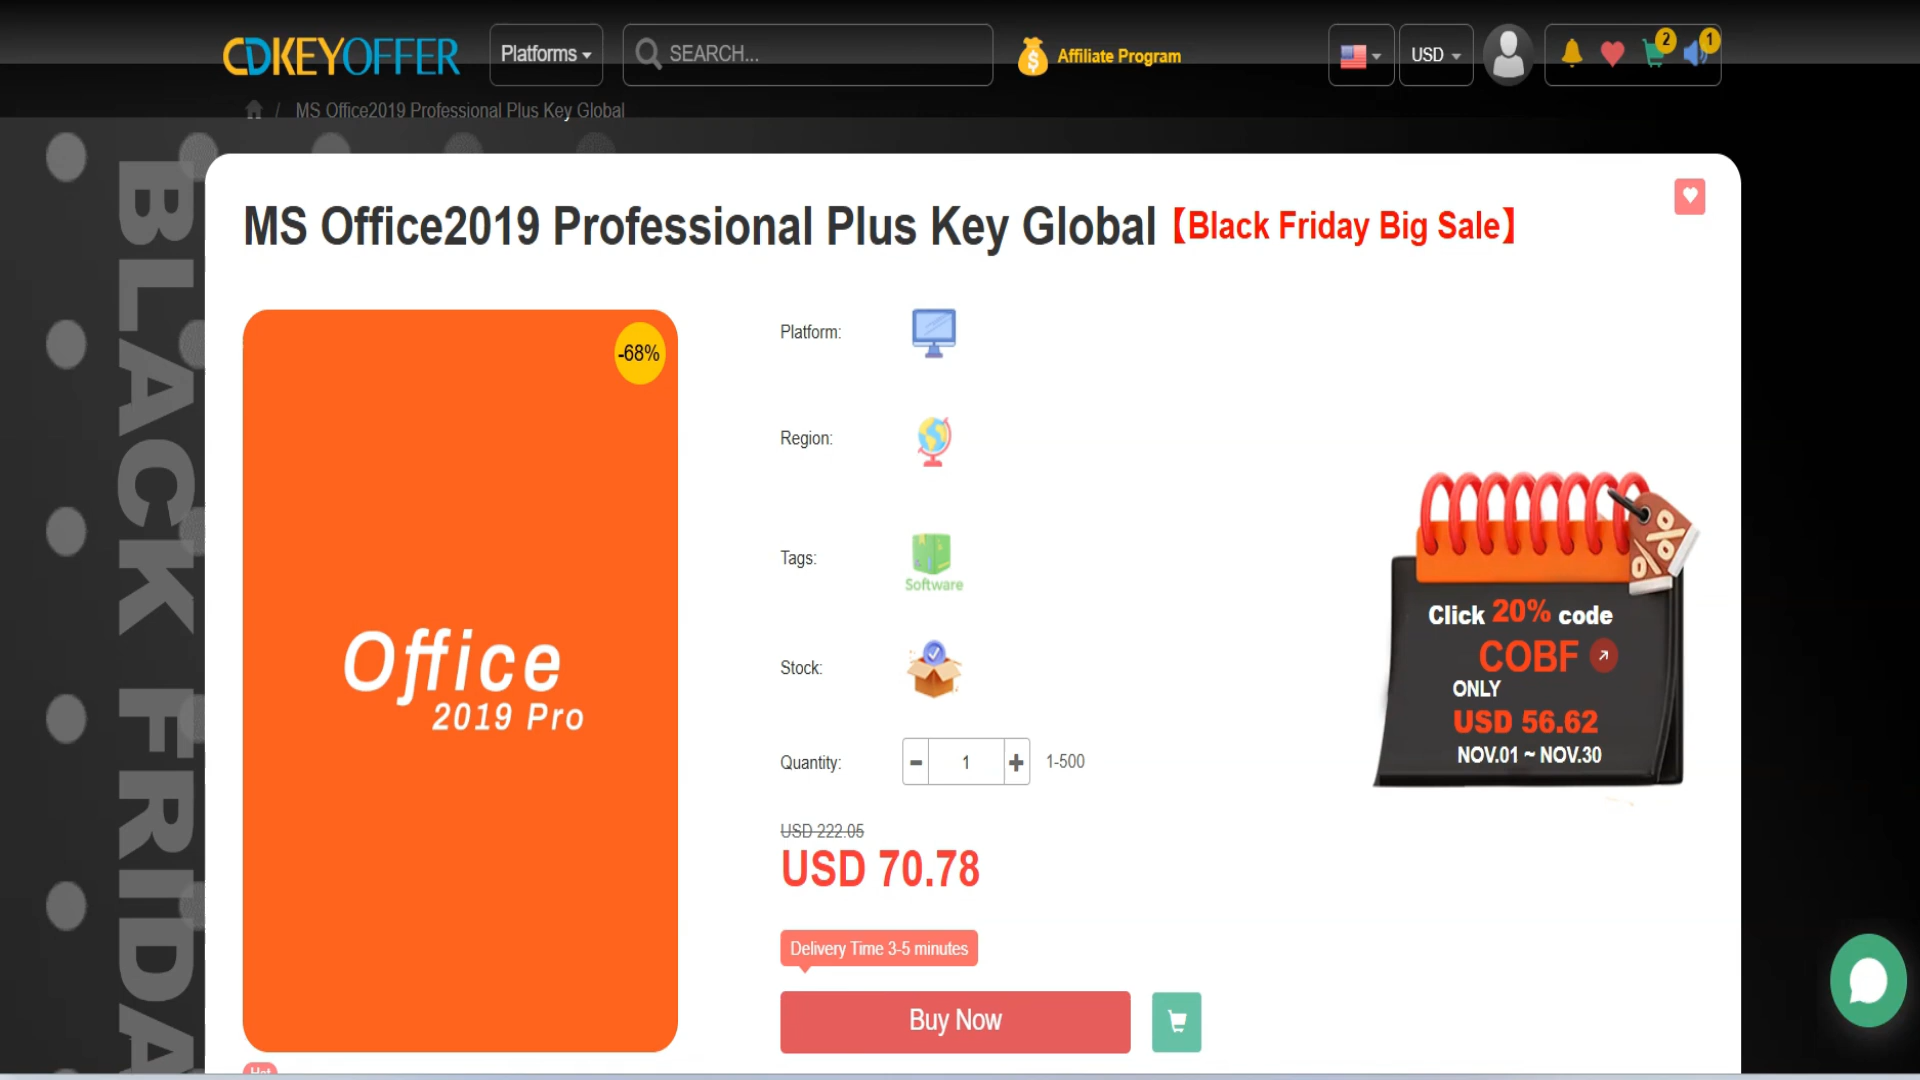 CDKEYOFFER
Platforms
SEARCH...
Affiliate Program
USD
2
1
/ MS Office2019 Professional Plus Key Global
BLACK FRIDA
MS Office2019 Professional Plus Key Global 【Black Friday Big Sale】
-68%
Office
2019 Pro
Platform:
Region:
Tags:
Software
Stock:
Quantity:
1
1-500
USD 222.05
USD 70.78
Delivery Time 3-5 minutes
Buy Now
Click 20% code
COBF
ONLY
USD 56.62
NOV.01 ~ NOV.30
Hot